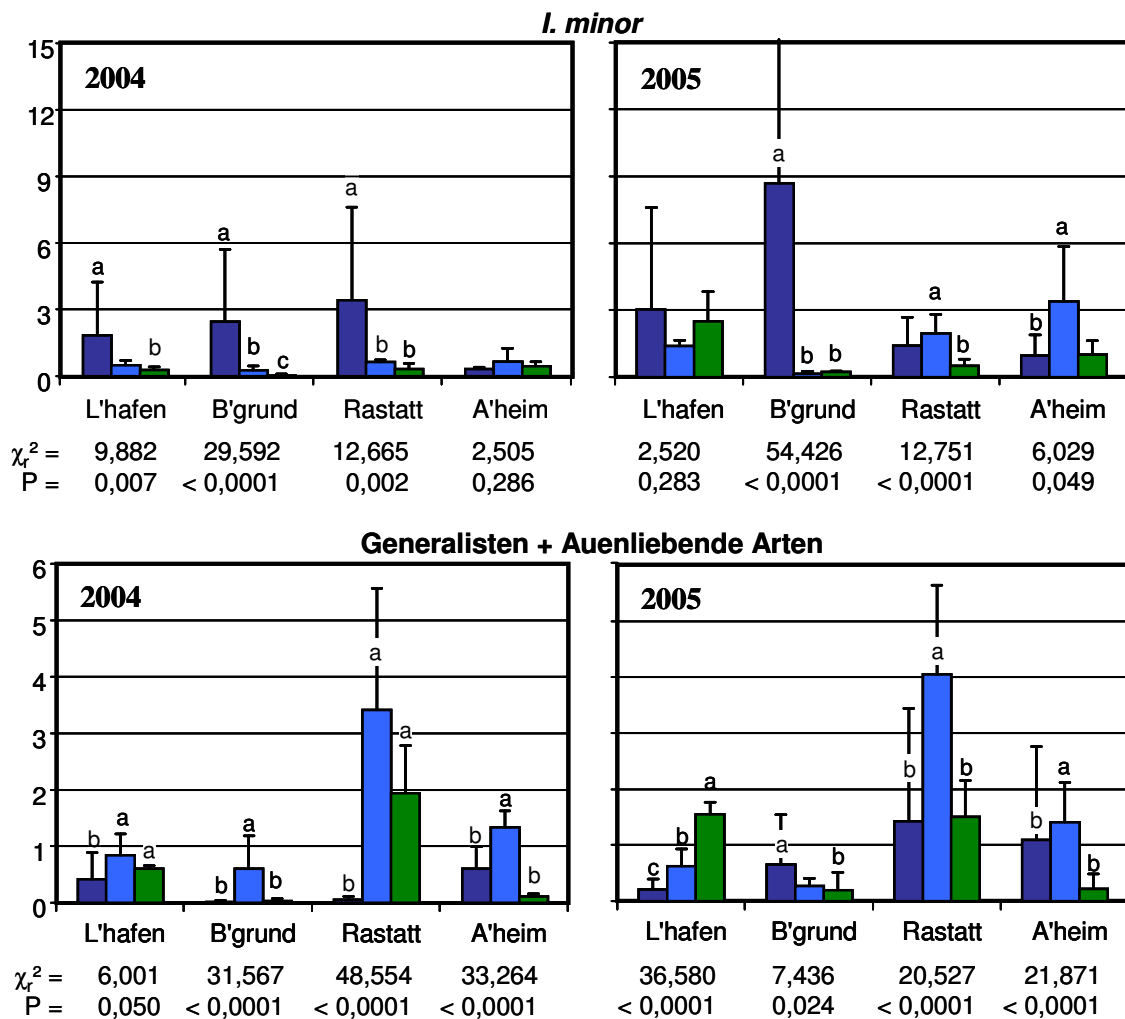 I. minor
2004 2005
15
12
9
6
3
0
a a b a b c a b b
a b b a b b a
L'hafen B'grund Rastatt A'heim L'hafen B'grund Rastatt A'heim
χr² = 9,882 29,592 12,665 2,505 2,520 54,426 12,751 6,029
P = 0,007 < 0,0001 0,002 0,286 0,283 < 0,0001 < 0,0001 0,049
Generalisten + Auenliebende Arten
2004 2005
6
5
4
3
2
1
0
b a a b a b b a a b a b
c b a a b b a b b a b
L'hafen B'grund Rastatt A'heim L'hafen B'grund Rastatt A'heim
χr² = 6,001 31,567 48,554 33,264 36,580 7,436 20,527 21,871
P = 0,050 < 0,0001 < 0,0001 < 0,0001 < 0,0001 0,024 < 0,0001 < 0,0001